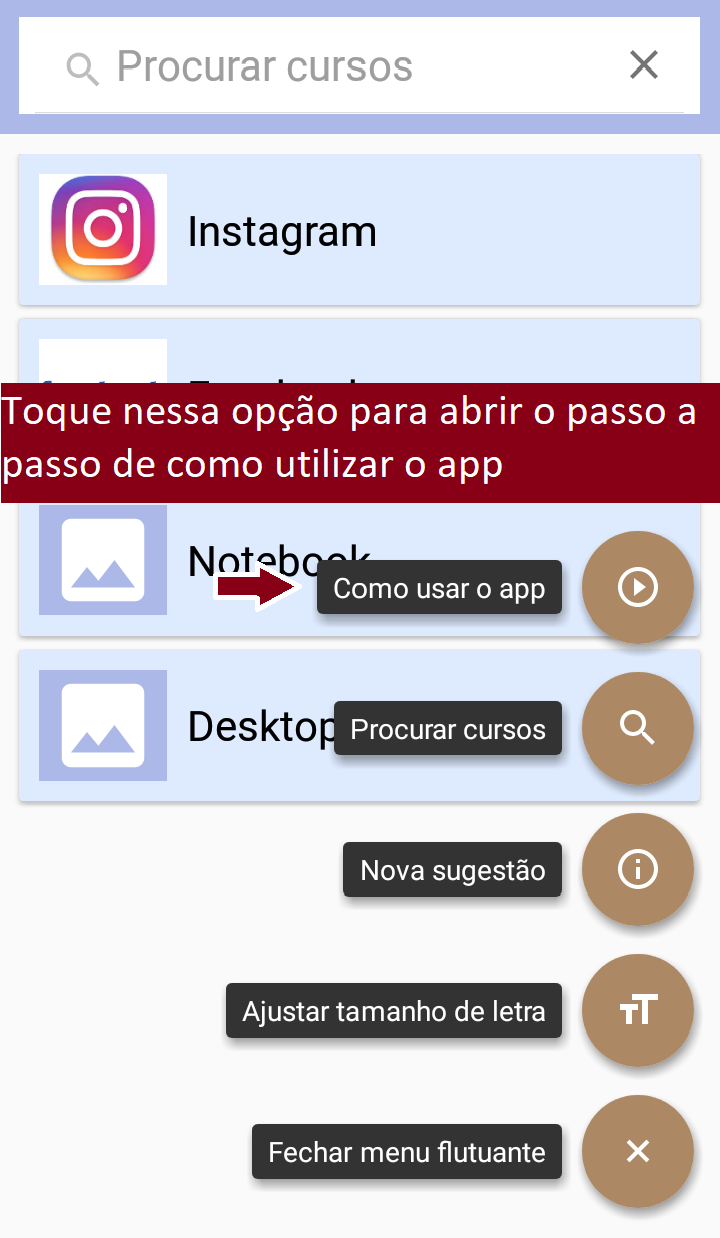 Procurar cursos
Instagram
Toque nessa opção para abrir o passo a
passo de como utilizar o app
Notebook
Como usar o app
Desktop
Procurar cursos
Nova sugestão
Ajustar tamanho de letra
Fechar menu flutuante